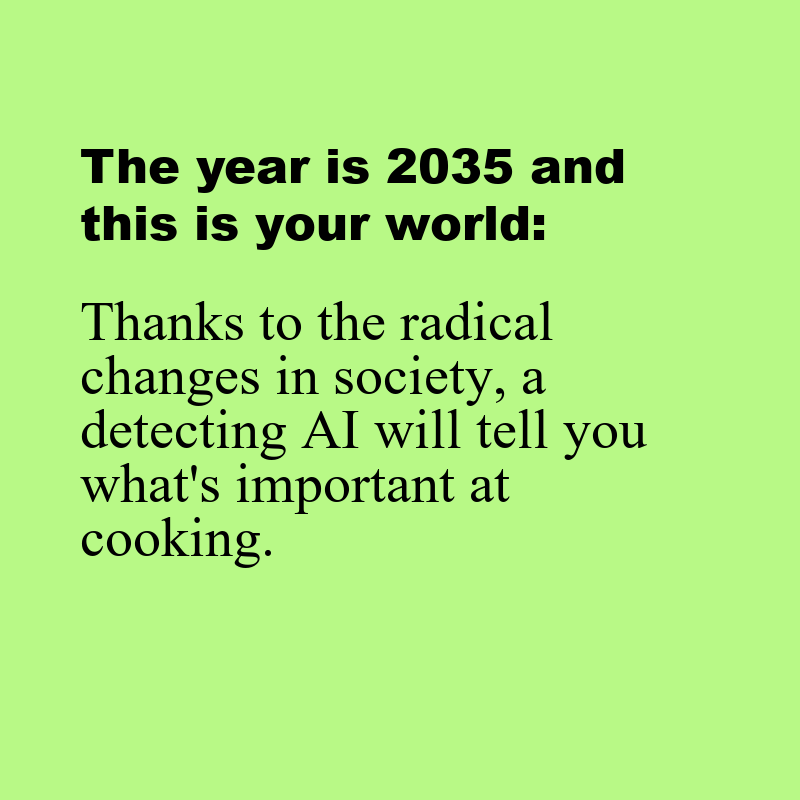 The year is 2035 and
this is your world:
Thanks to the radical
changes in society, a
detecting AI will tell you
what's important at
cooking.